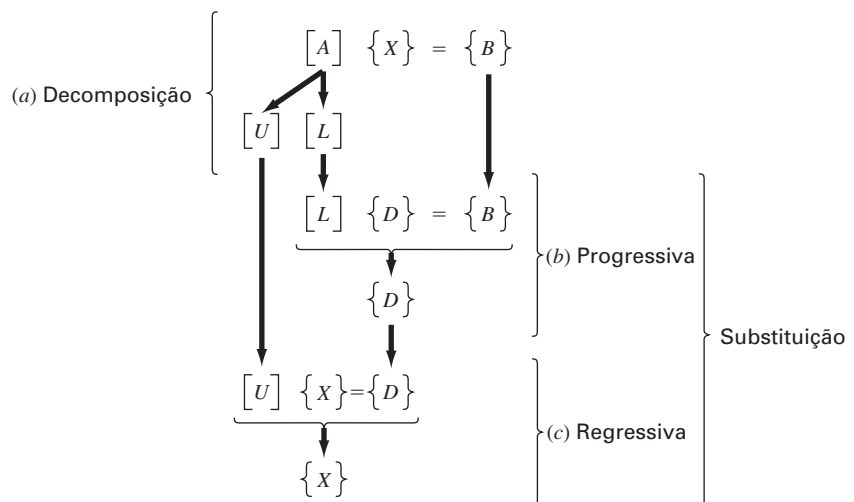 [A] {X} = {B}
(a) Decomposição
[U] [L]
[L] {D} = {B}
(b) Progressiva
{D}
Substituição
[U] {X}={D}
(c) Regressiva
{X}